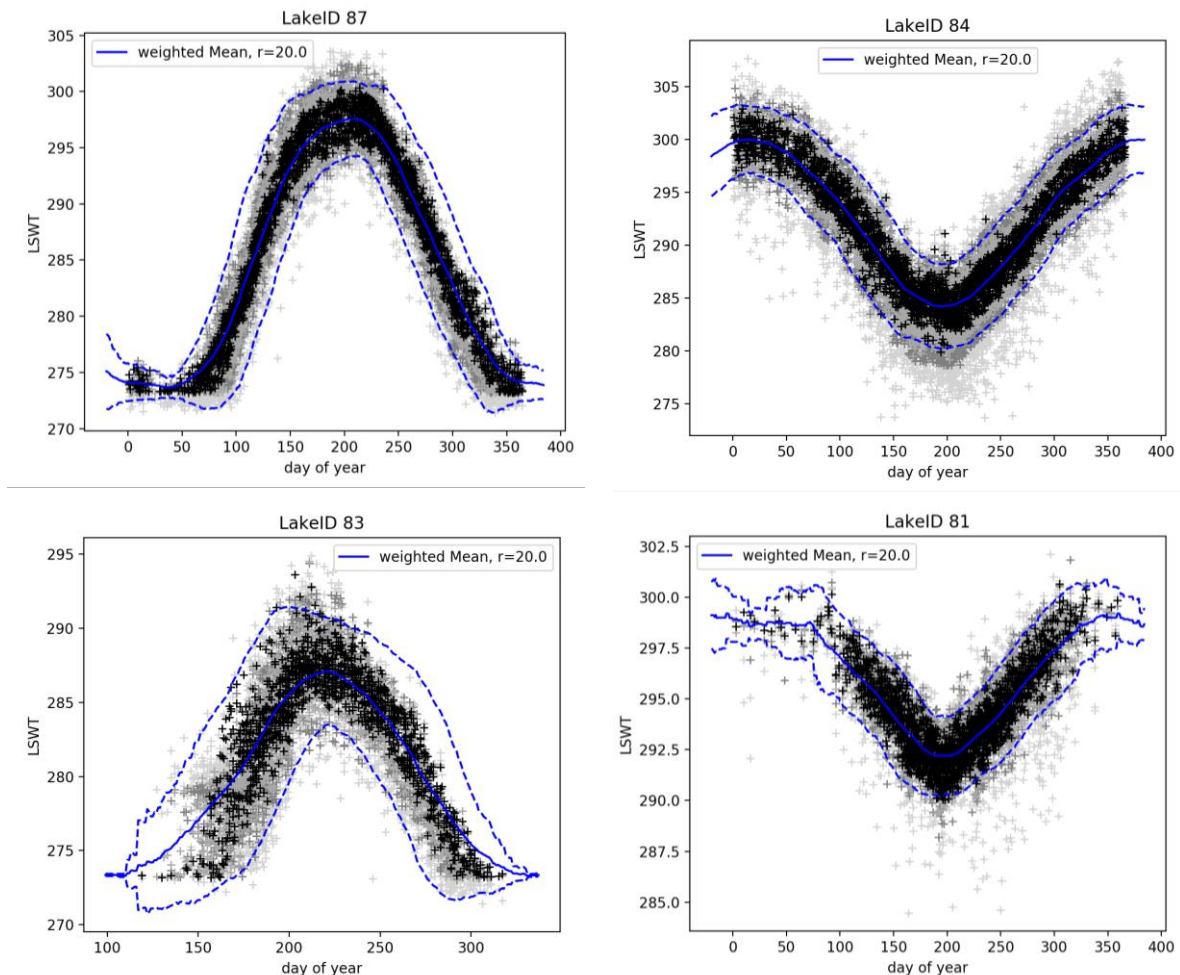 LakeID 87
weighted Mean, r=20.0
LSWT
305
300
295
290
285
280
275
270
0 50 100 150 200 250 300 350 400
day of year
LakeID 84
weighted Mean, r=20.0
LSWT
305
300
295
290
285
280
275
0 50 100 150 200 250 300 350 400
day of year
LakeID 83
weighted Mean, r=20.0
LSWT
295
290
285
280
275
270
100 150 200 250 300
day of year
LakeID 81
weighted Mean, r=20.0
LSWT
302.5
300.0
297.5
295.0
292.5
290.0
287.5
285.0
0 50 100 150 200 250 300 350 400
day of year